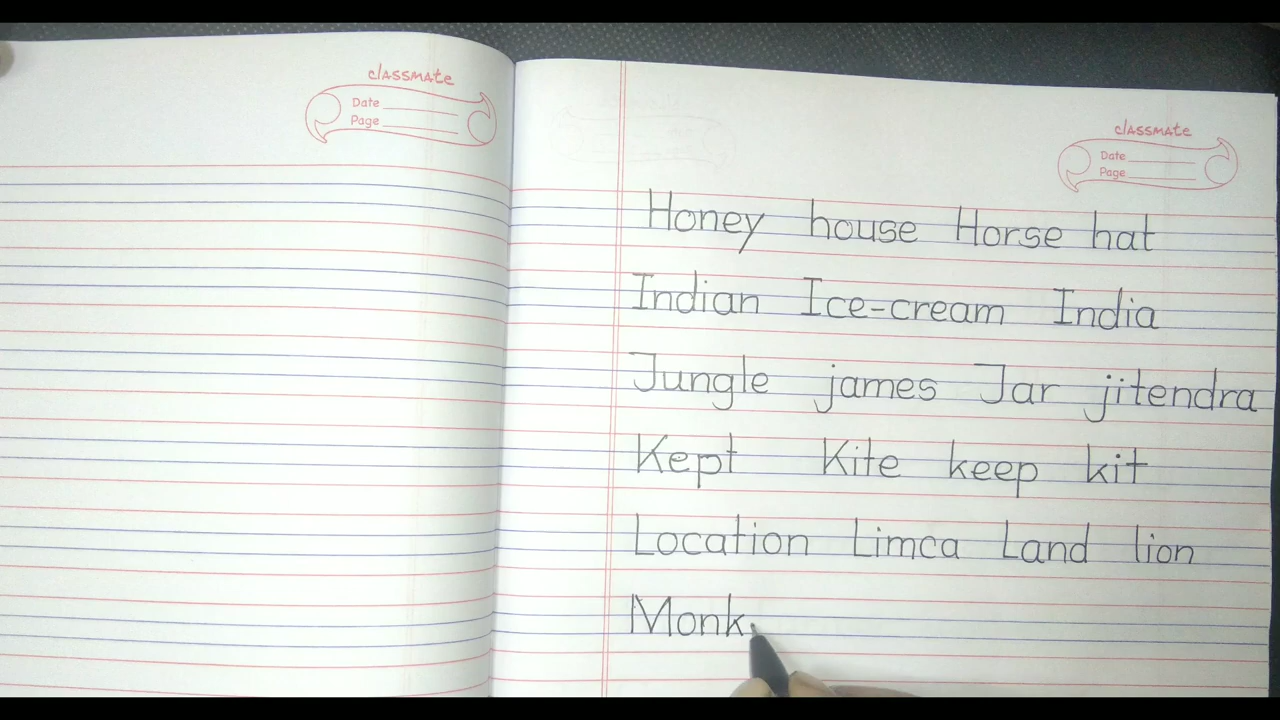 classmate
Date
Page
classmate
Date
Page
Honey house Horse hat
Indian Ice-cream India
Jungle james Jar jitendra
Kept Kite keep kit
Location Limca Land lion
Monk